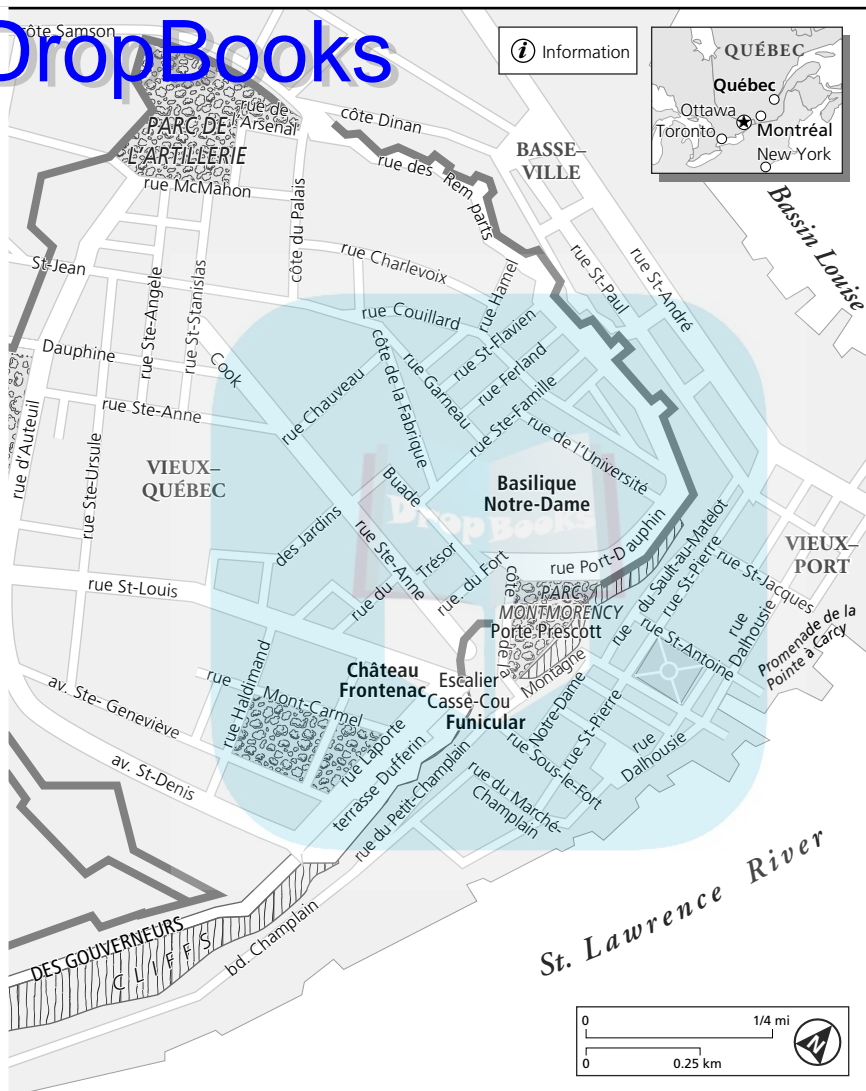 côte Samson
DropBooks
Information
QUÉBEC
Québec
Ottawa
Toronto
Montréal
New York
rue de
l'Arsenal
PARC DE
L'ARTILLERIE
côte Dinan
BASSE–
VILLE
rue des Remparts
rue McMahon
côte du Palais
Bassin Louise
St-Jean
rue Charlevoix
rue Ste-Angèle
rue St-Stanislas
rue Hamel
rue St-Paul
rue St-André
rue Couillard
Dauphine
Cook
côte de la Fabrique
rue Garneau
rue St-Flavien
rue Ferland
rue Ste-Famille
rue Chauveau
rue Ste-Anne
rue d'Auteuil
rue Ste-Ursule
rue de l'Université
VIEUX–
QUÉBEC
Buade
Basilique
Notre-Dame
DropBooks
des Jardins
rue Ste-Anne
rue du Trésor
rue. du Fort
rue Port-Dauphin
rue du Sault-au-Matelot
rue St-Pierre
VIEUX–
PORT
rue St-Jacques
rue St-Louis
côte de la Montagne
PARC
MONTMORENCY
Porte Prescott
rue St-Antoine
rue Dalhousie
Promenade de la
Pointe à Carcy
rue Haldimand
Château
Frontenac
Escalier
Casse-Cou
Funicular
rue Mont-Carmel
av. Ste- Geneviève
rue Laporte
terrasse Dufferin
Notre-Dame
rue St-Pierre
rue Sous-le-Fort
rue
Dalhousie
av. St-Denis
rue du Petit-Champlain
rue du Marché-
Champlain
St. Lawrence River
DES GOUVERNEURS
CLIFFS
bd. Champlain
0 1/4 mi
0 0.25 km
N